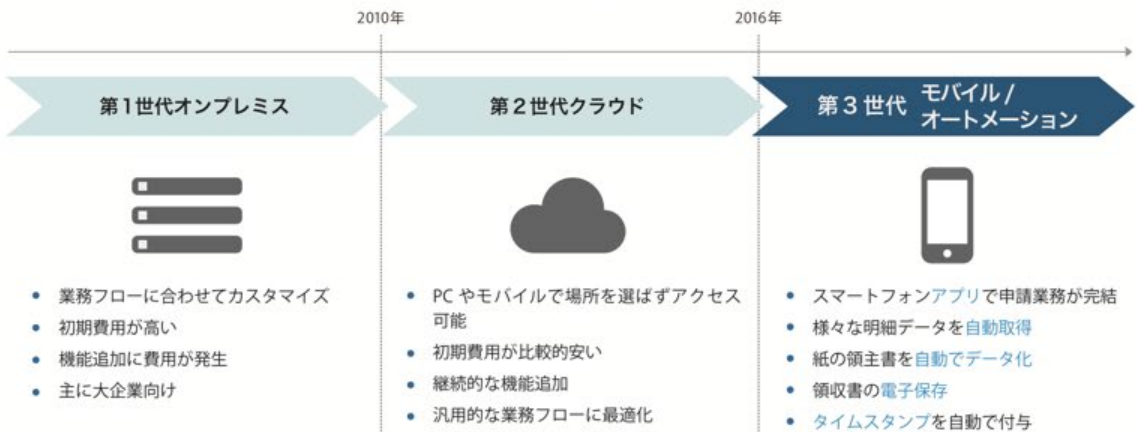 2010年
2016年
第1世代オンプレミス
第2世代クラウド
第3世代 モバイル /
オートメーション
業務フローに合わせてカスタマイズ
初期費用が高い
機能追加に費用が発生
主に大企業向け
PC やモバイルで場所を選ばずアクセス
可能
初期費用が比較的安い
継続的な機能追加
汎用的な業務フローに最適化
スマートフォンアプリで申請業務が完結
様々な明細データを自動取得
紙の領主書を自動でデータ化
領収書の電子保存
タイムスタンプを自動で付与